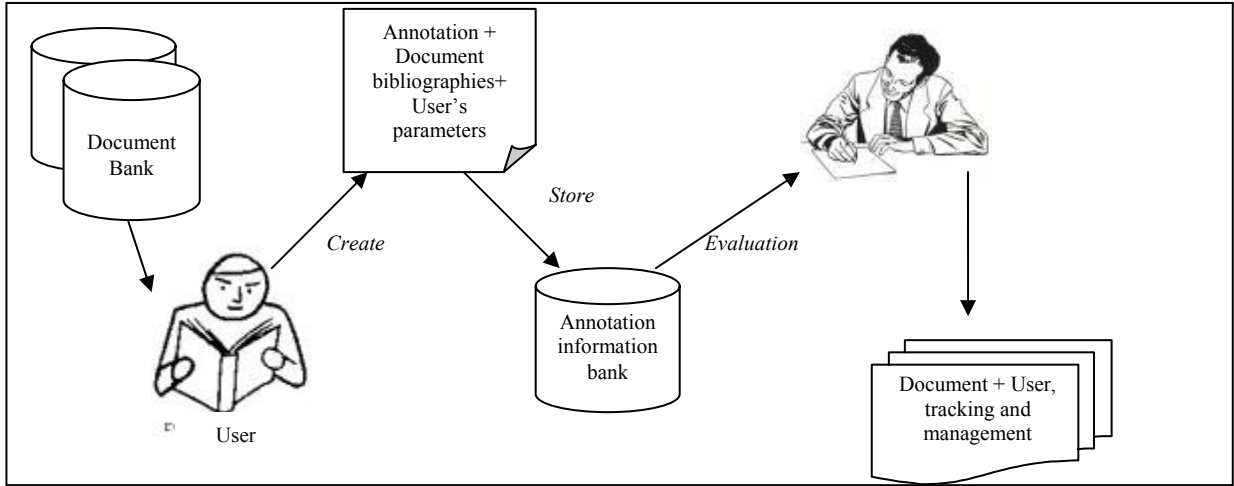 Document
Bank
User
Create
Annotation +
Document
bibliographies+
User's
parameters
Store
Annotation
information
bank
Evaluation
Document + User,
tracking and
management